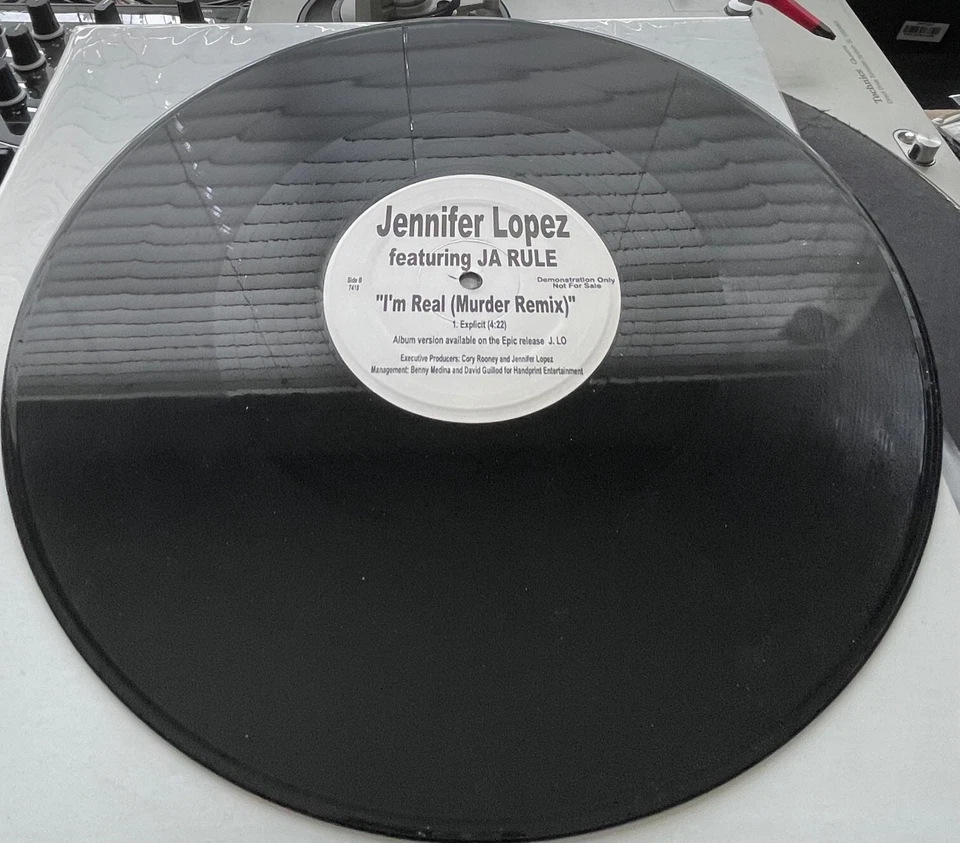 Jennifer Lopez
featuring JA RULE
Side B
7418
Demonstration Only
Not For Sale
"I'm Real (Murder Remix)"
1. Explicit (4:22)
Album version available on the Epic release J. LO
Executive Producers: Cory Rooney and Jennifer Lopez
Management: Benny Medina and David Guillod for Handprint Entertainment
Technics